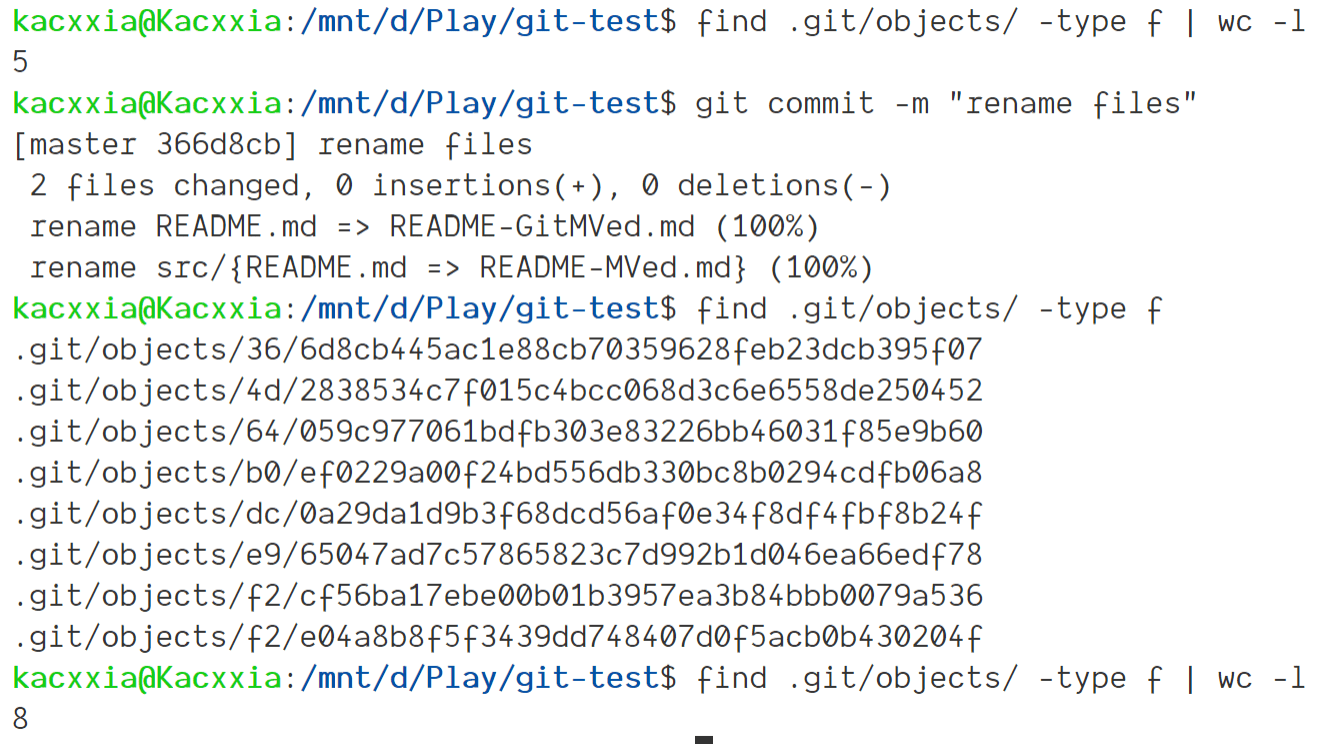 kacxxia@Kacxxia:/mnt/d/Play/git-test$ find .git/objects/ -type f | wc -l
5
kacxxia@Kacxxia:/mnt/d/Play/git-test$ git commit -m "rename files"
[master 366d8cb] rename files
 2 files changed, 0 insertions(+), 0 deletions(-)
 rename README.md => README-GitMVed.md (100%)
 rename src/{README.md => README-MVed.md} (100%)
kacxxia@Kacxxia:/mnt/d/Play/git-test$ find .git/objects/ -type f
.git/objects/36/6d8cb445ac1e88cb70359628feb23dcb395f07
.git/objects/4d/2838534c7f015c4bcc068d3c6e6558de250452
.git/objects/64/059c977061bdfb303e83226bb46031f85e9b60
.git/objects/b0/ef0229a00f24bd556db330bc8b0294cdfb06a8
.git/objects/dc/0a29da1d9b3f68dcd56af0e34f8df4fbf8b24f
.git/objects/e9/65047ad7c57865823c7d992b1d046ea66edf78
.git/objects/f2/cf56ba17ebe00b01b3957ea3b84bbb0079a536
.git/objects/f2/e04a8b8f5f3439dd748407d0f5acb0b430204f
kacxxia@Kacxxia:/mnt/d/Play/git-test$ find .git/objects/ -type f | wc -l
8